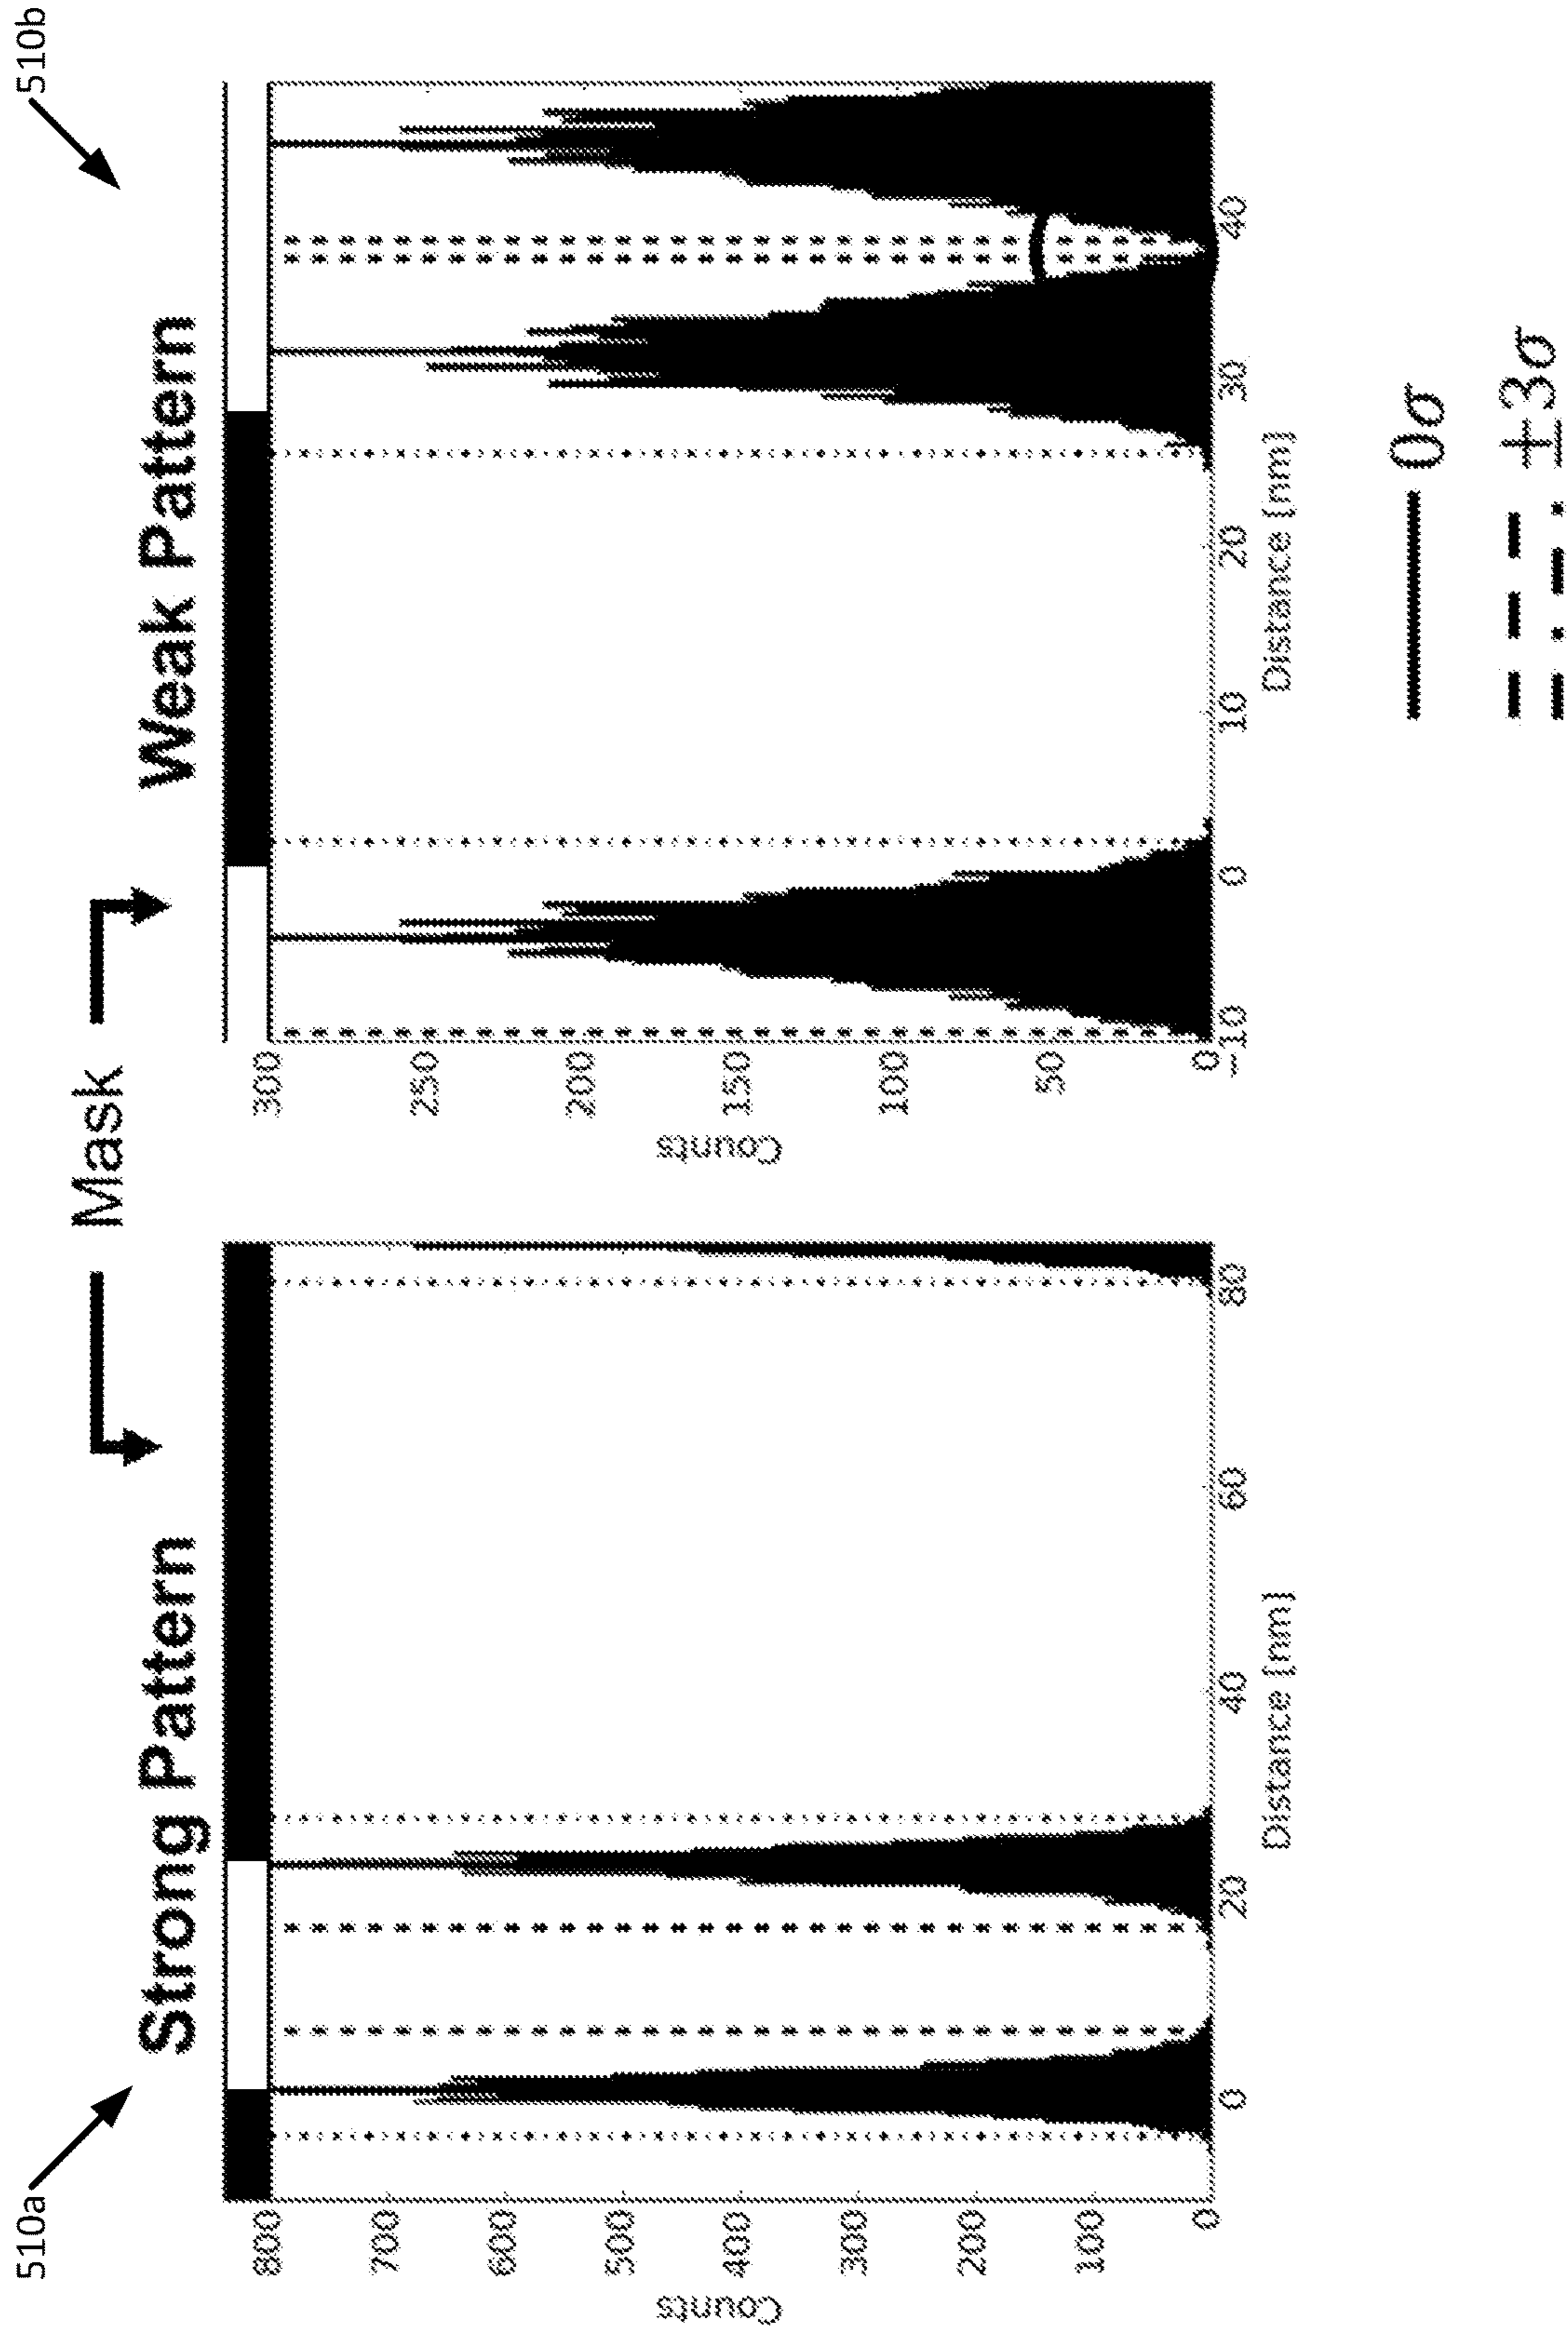 510a
510b
Mask
Strong Pattern
Weak Pattern
800
700
600
500
400
300
200
100
0
Counts
0
20
40
60
80
Distance [nm]
300
250
200
150
100
50
0
Counts
-10
0
10
20
30
40
Distance [nm]
0σ
±3σ